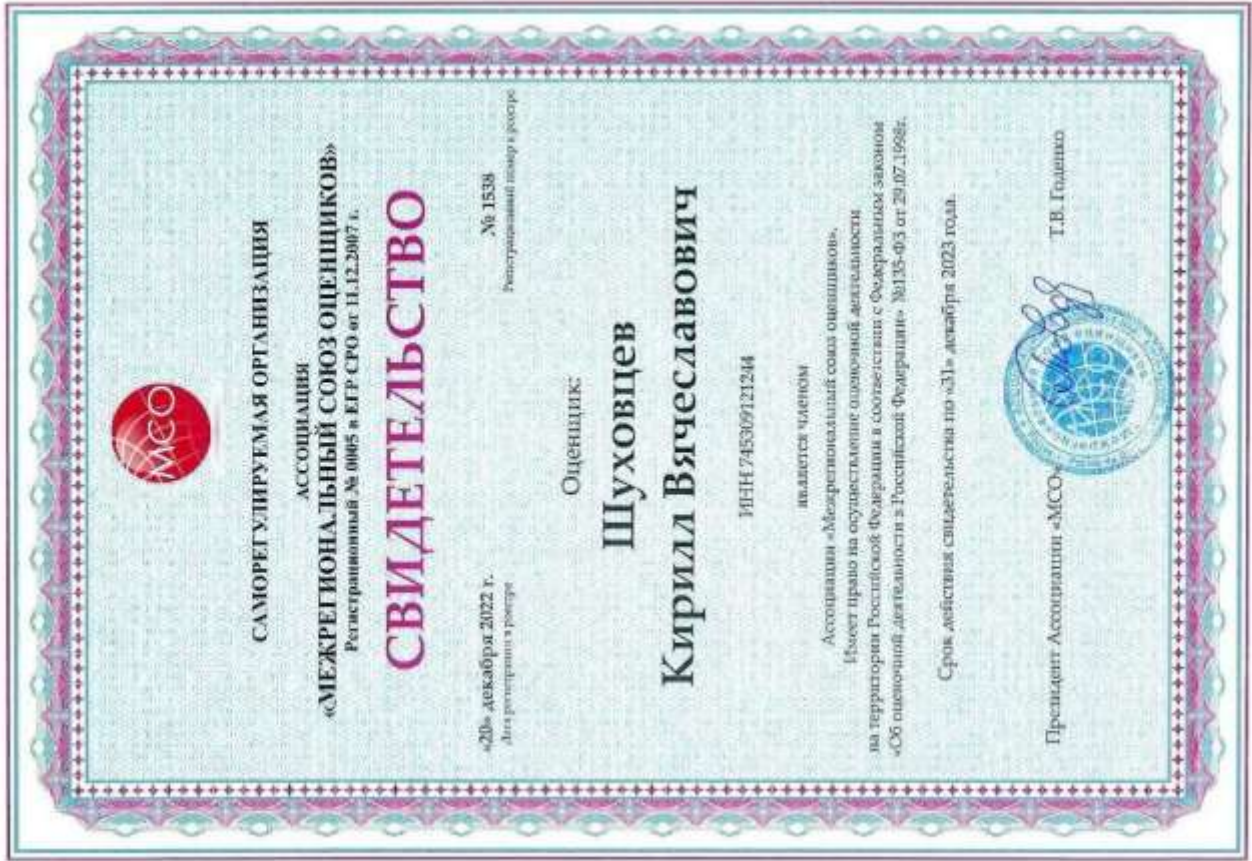 МСО
САМОРЕГУЛИРУЕМАЯ ОРГАНИЗАЦИЯ
АССОЦИАЦИЯ
«МЕЖРЕГИОНАЛЬНЫЙ СОЮЗ ОЦЕНЩИКОВ»
Регистрационный № 0005 в ЕГР СРО от 11.12.2007 г.
СВИДЕТЕЛЬСТВО
«20» декабря 2022 г. № 1538
Дата регистрации в реестре Регистрационный номер в реестре
Оценщик:
Шуховцев
Кирилл Вячеславович
ИНН 745309121244
является членом
Ассоциации «Межрегиональный союз оценщиков».
Имеет право на осуществление оценочной деятельности
на территории Российской Федерации в соответствии с Федеральным законом
«Об оценочной деятельности в Российской Федерации» №135-ФЗ от 29.07.1998г.
Срок действия свидетельства по «31» декабря 2023 года.
Президент Ассоциации «МСО» Т.В. Годенко